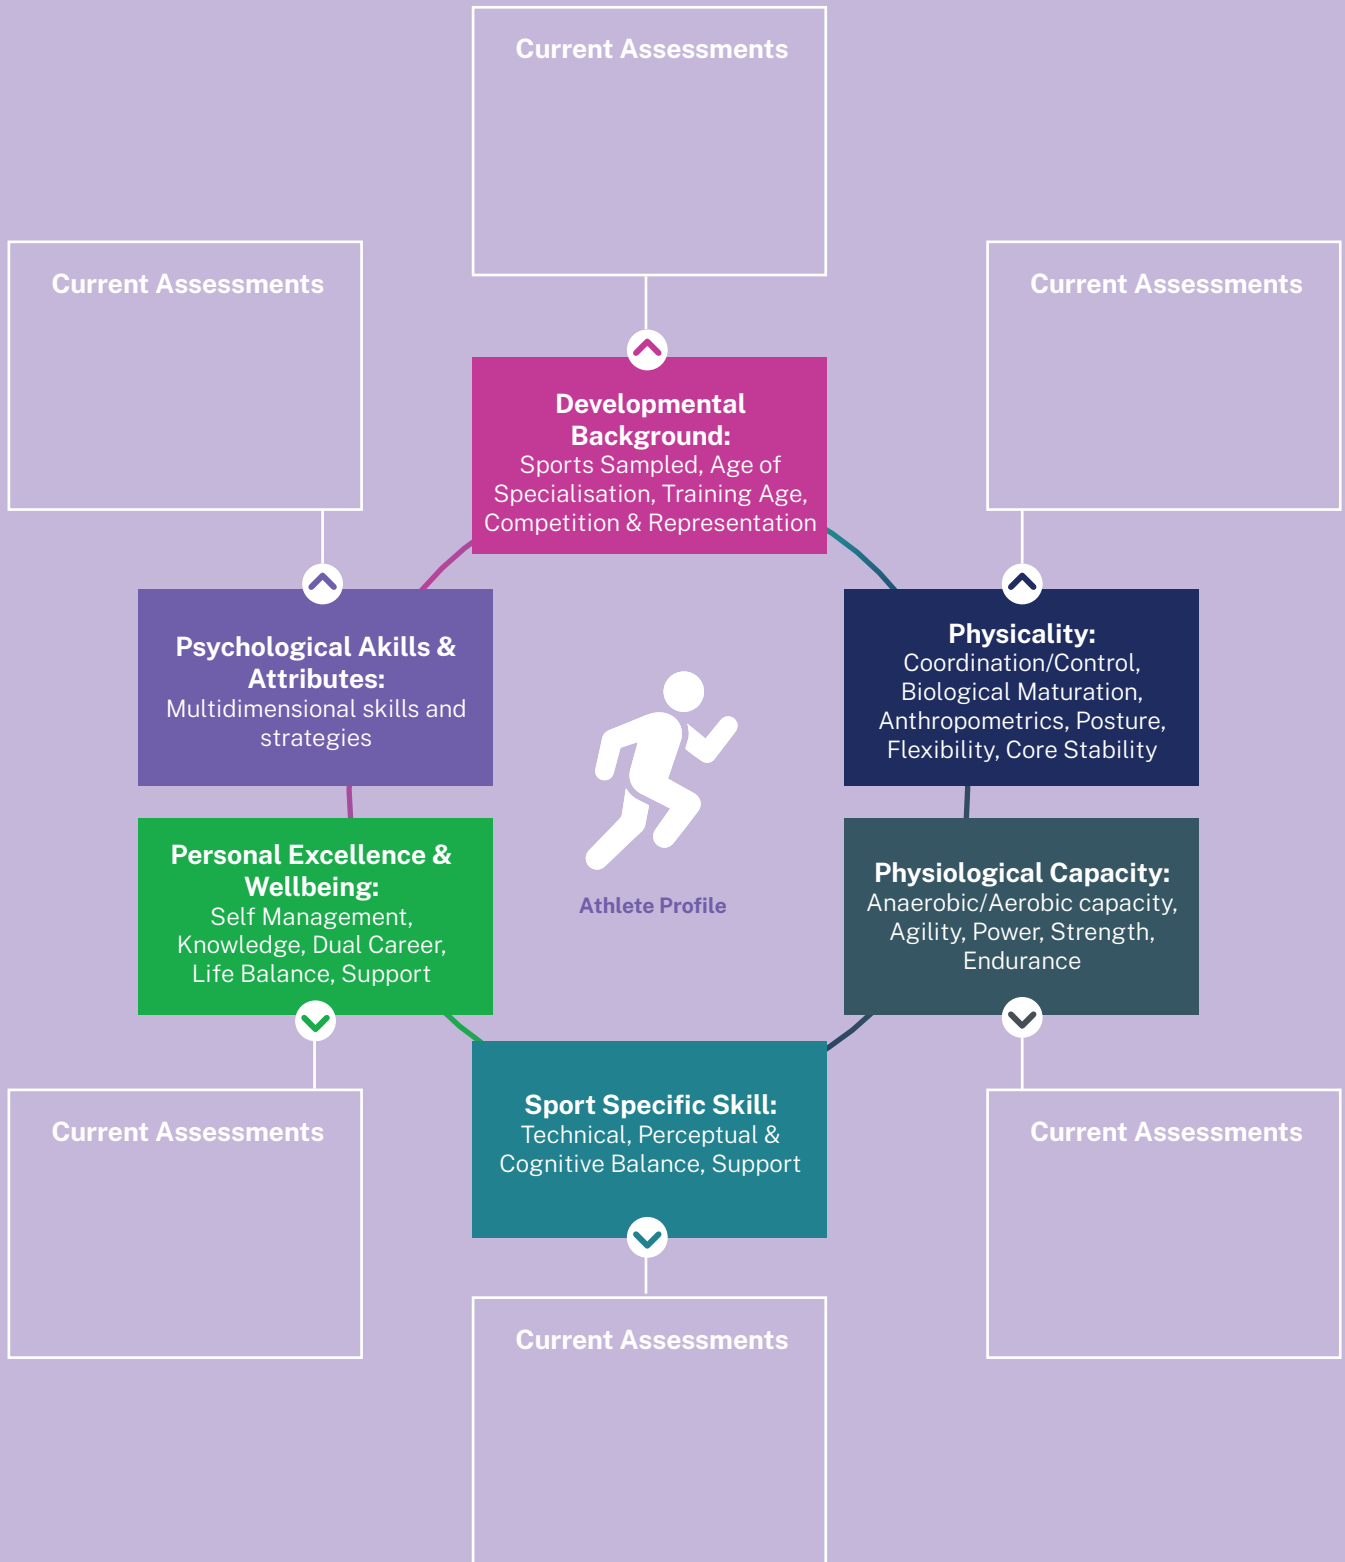 Current Assessments
Current Assessments
Current Assessments
Developmental
Background:
Sports Sampled, Age of
Specialisation, Training Age,
Competition & Representation
Psychological Akills &
Attributes:
Multidimensional skills and
strategies
Physicality:
Coordination/Control,
Biological Maturation,
Anthropometrics, Posture,
Flexibility, Core Stability
Athlete Profile
Personal Excellence &
Wellbeing:
Self Management,
Knowledge, Dual Career,
Life Balance, Support
Physiological Capacity:
Anaerobic/Aerobic capacity,
Agility, Power, Strength,
Endurance
Sport Specific Skill:
Technical, Perceptual &
Cognitive Balance, Support
Current Assessments
Current Assessments
Current Assessments